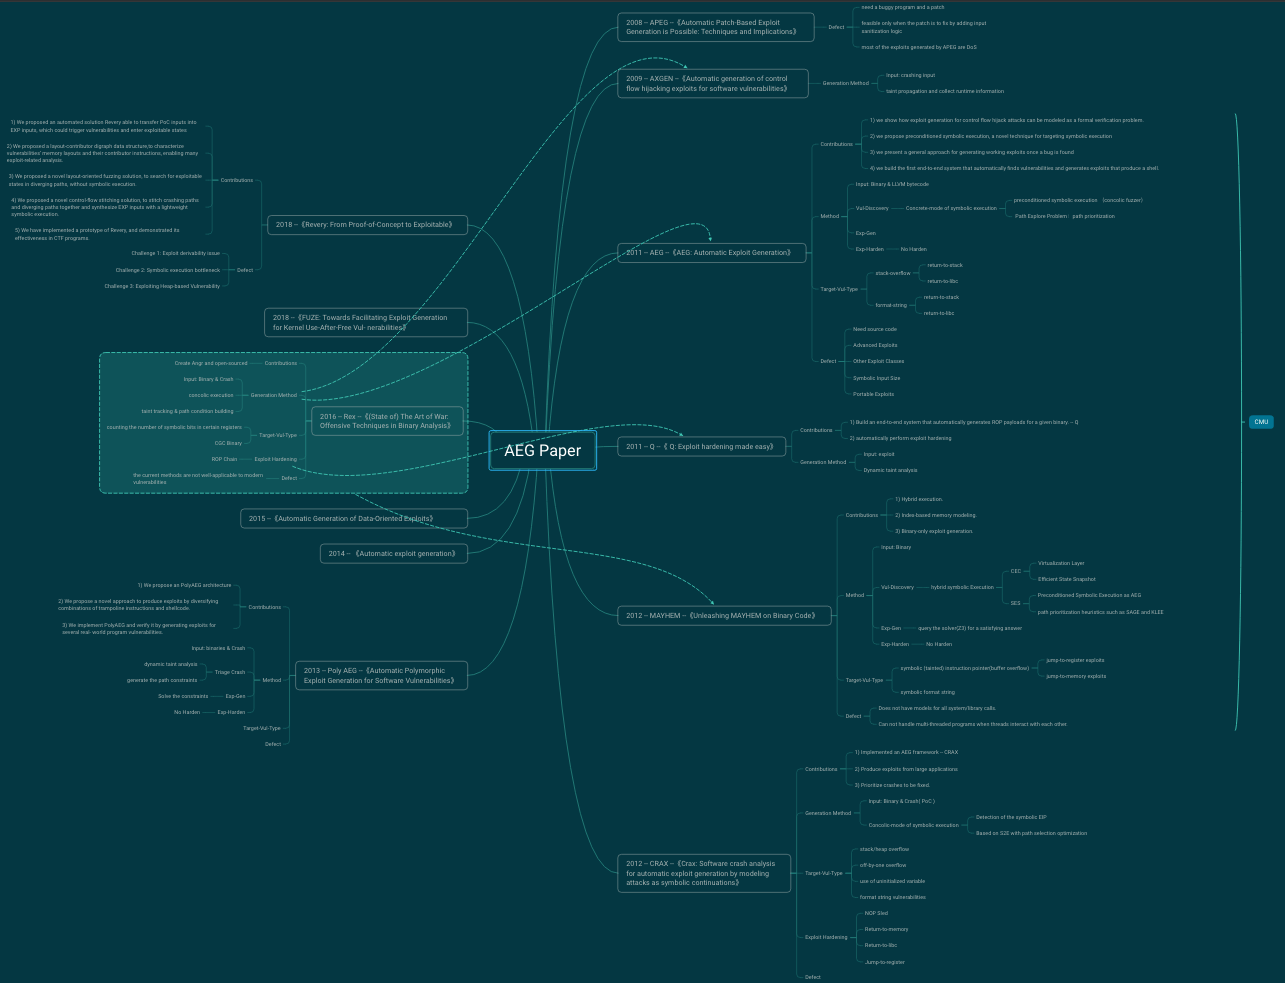 AEG Paper
2008 -- APEG --《Automatic Patch-Based Exploit
Generation is Possible: Techniques and Implications》
Defect
need a buggy program and a patch
feasible only when the patch is to fix by adding input
sanitization logic
most of the exploits generated by APEG are DoS
2009 -- AXGEN --《Automatic generation of control
flow hijacking exploits for software vulnerabilities》
Generation Method
Input: crashing input
taint propagation and collect runtime information
2011 -- AEG --《AEG: Automatic Exploit Generation》
Contributions
1) we show how exploit generation for control flow hijack attacks can be modeled as a formal verification problem.
2) we propose preconditioned symbolic execution, a novel technique for targeting symbolic execution
3) we present a general approach for generating working exploits once a bug is found
4) we build the first end-to-end system that automatically finds vulnerabilities and generates exploits that produce a shell.
Method
Input: Binary & LLVM bytecode
Vul-Discovery
Concrete-mode of symbolic execution
preconditioned symbolic execution (concolic fuzzer)
Path Explore Problem: path prioritization
Exp-Gen
Exp-Harden
No Harden
Target-Vul-Type
stack-overflow
return-to-stack
return-to-libc
format-string
return-to-stack
return-to-libc
Defect
Need source code
Advanced Exploits
Other Exploit Classes
Symbolic Input Size
Portable Exploits
CMU
2011 -- Q --《 Q: Exploit hardening made easy》
Contributions
1) Build an end-to-end system that automatically generates ROP payloads for a given binary -- Q
2) automatically perform exploit hardening
Generation Method
Input: exploit
Dynamic taint analysis
2012 -- MAYHEM --《Unleashing MAYHEM on Binary Code》
Contributions
1) Hybrid execution.
2) Index-based memory modeling.
3) Binary-only exploit generation.
Method
Input: Binary
Vul-Discovery
hybrid symbolic Execution
CEC
Virtualization Layer
Efficient State Snapshot
SES
Preconditioned Symbolic Execution as AEG
path prioritization heuristics such as SAGE and KLEE
Exp-Gen
query the solver(Z3) for a satisfying answer
Exp-Harden
No Harden
Target-Vul-Type
symbolic (tainted) instruction pointer(buffer overflow)
jump-to-register exploits
jump-to-memory exploits
symbolic format string
Defect
Does not have models for all system/library calls.
Can not handle multi-threaded programs when threads interact with each other.
2012 -- CRAX --《Crax: Software crash analysis
for automatic exploit generation by modeling
attacks as symbolic continuations》
Contributions
1) Implemented an AEG framework -- CRAX
2) Produce exploits from large applications
3) Prioritize crashes to be fixed.
Generation Method
Input: Binary & Crash( PoC )
Concolic-mode of symbolic execution
Detection of the symbolic EIP
Based on S2E with path selection optimization
Target-Vul-Type
stack/heap overflow
off-by-one overflow
use of uninitialized variable
format string vulnerabilities
Exploit Hardening
NOP Sled
Return-to-memory
Return-to-libc
Jump-to-register
Defect
2018 --《Revery: From Proof-of-Concept to Exploitable》
Contributions
1) We proposed an automated solution Revery able to transfer PoC inputs into
EXP inputs, which could trigger vulnerabilities and enter exploitable states
2) We proposed a layout-contributor digraph data structure,to characterize
vulnerabilities' memory layouts and their contributor instructions, enabling many
exploit-related analysis.
3) We proposed a novel layout-oriented fuzzing solution, to search for exploitable
states in diverging paths, without symbolic execution.
4) We proposed a novel control-flow stitching solution, to stitch crashing paths
and diverging paths together and synthesize EXP inputs with a lightweight
symbolic execution.
5) We have implemented a prototype of Revery, and demonstrated its
effectiveness in CTF programs.
Defect
Challenge 1: Exploit derivability issue
Challenge 2: Symbolic execution bottleneck
Challenge 3: Exploiting Heap-based Vulnerability
2018 --《FUZE: Towards Facilitating Exploit Generation
for Kernel Use-After-Free Vul- nerabilities》
2016 -- Rex --《(State of) The Art of War:
Offensive Techniques in Binary Analysis》
Contributions
Create Angr and open-sourced
Generation Method
Input: Binary & Crash
concolic execution
taint tracking & path condition building
Target-Vul-Type
counting the number of symbolic bits in certain registers
CGC Binary
Exploit Hardening
ROP Chain
Defect
the current methods are not well-applicable to modern
vulnerabilities
2015 --《Automatic Generation of Data-Oriented Exploits》
2014 --《Automatic exploit generation》
2013 -- Poly AEG --《Automatic Polymorphic
Exploit Generation for Software Vulnerabilities》
Contributions
1) We propose an PolyAEG architecture
2) We propose a novel approach to produce exploits by diversifying
combinations of trampoline instructions and shellcode.
3) We implement PolyAEG and verify it by generating exploits for
several real- world program vulnerabilities.
Method
Input: binaries & Crash
Triage Crash
dynamic taint analysis
generate the path constraints
Exp-Gen
Solve the constraints
Exp-Harden
No Harden
Target-Vul-Type
Defect